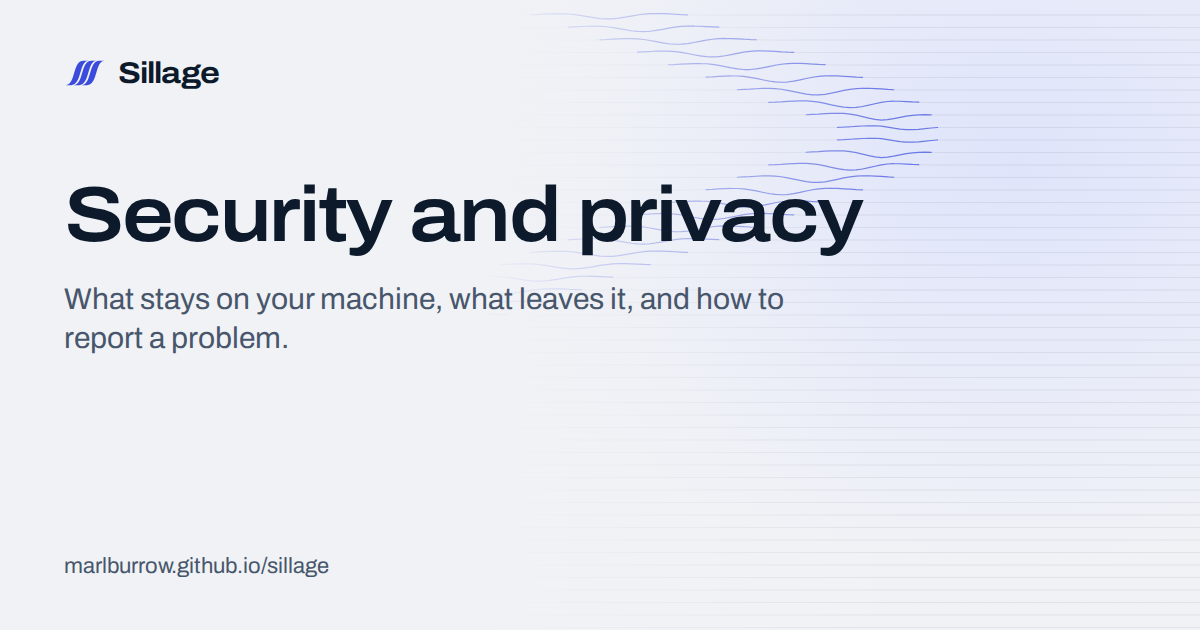 Sillage
Security and privacy
What stays on your machine, what leaves it, and how to
report a problem.
marlburrow.github.io/sillage